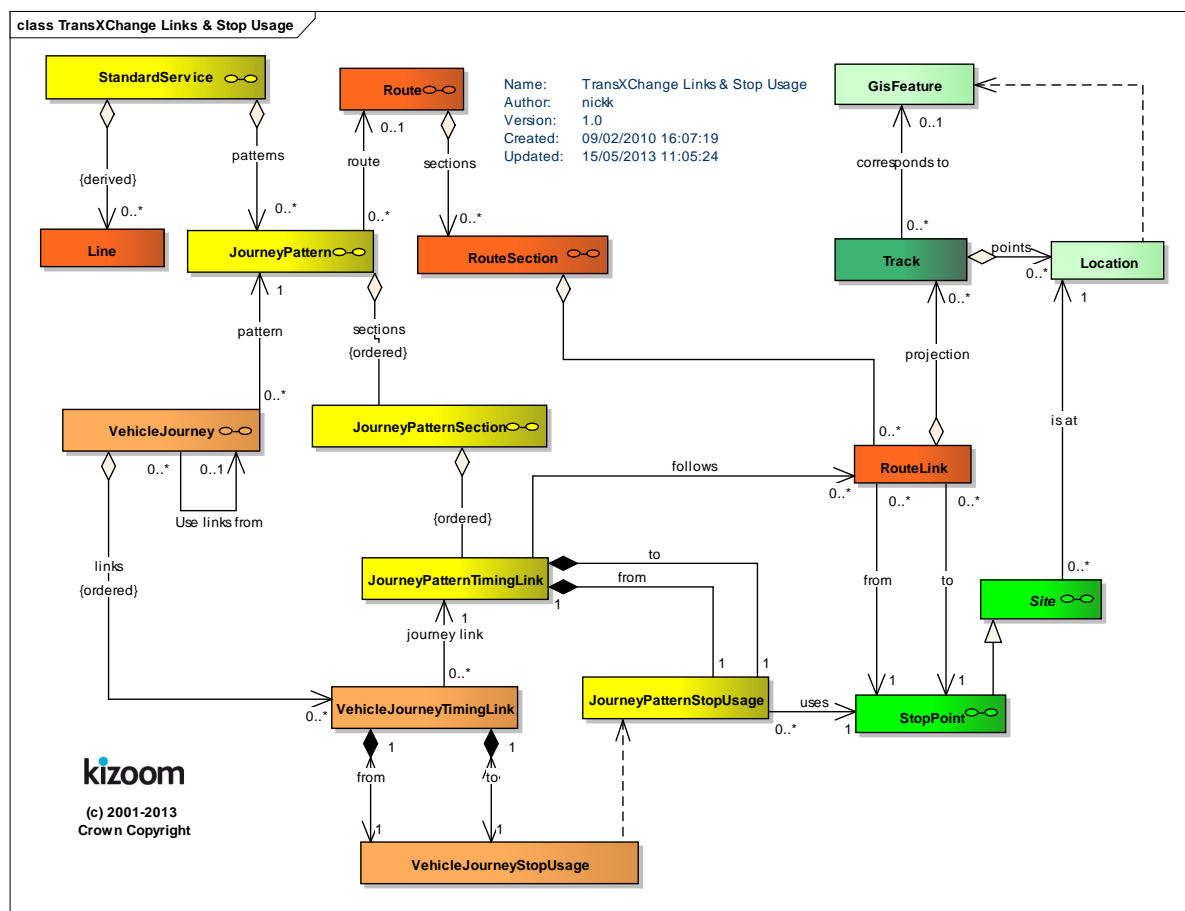 class TransXChange Links & Stop Usage
StandardService
Route
Name: TransXChange Links & Stop Usage
Author: nickk
Version: 1.0
Created: 09/02/2010 16:07:19
Updated: 15/05/2013 11:05:24
GisFeature
0..1
0..1
patterns
route
sections
corresponds to
{derived}
0..*
0..*
0..*
0..*
0..*
Line
JourneyPattern
RouteSection
Track
points
0..*
Location
1
sections
{ordered}
0..*
1
pattern
projection
0..*
is at
VehicleJourney
JourneyPatternSection
0..*
0..1
Use links from
follows
0..*
0..*
RouteLink
0..*
0..*
links
{ordered}
{ordered}
to
from
from
to
0..*
JourneyPatternTimingLink
1
Site
1
journey link
0..*
1
1
1
1
0..*
VehicleJourneyTimingLink
JourneyPatternStopUsage
uses
0..*
1
StopPoint
1
1
from
to
1
1
kizoom
(c) 2001-2013
Crown Copyright
VehicleJourneyStopUsage